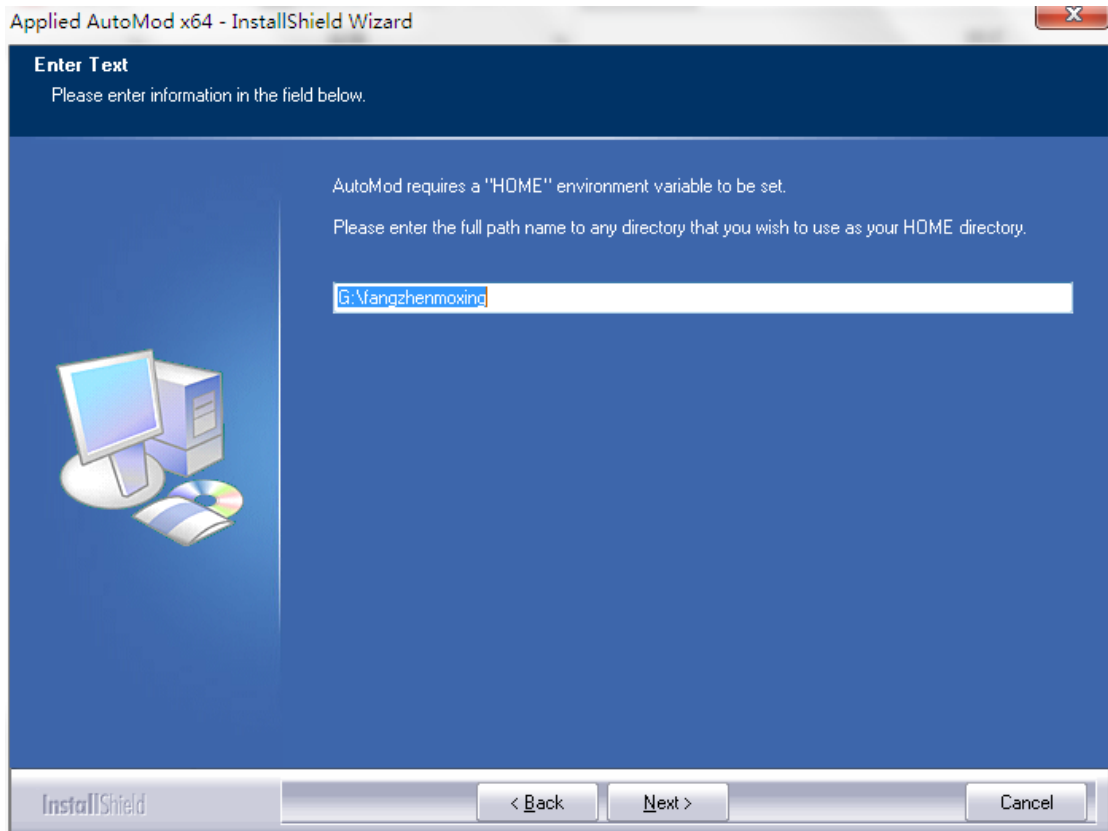 Applied AutoMod x64 - InstallShield Wizard
Enter Text
Please enter information in the field below.
AutoMod requires a "HOME" environment variable to be set.
Please enter the full path name to any directory that you wish to use as your HOME directory.
G:\fangzhenmoxing
InstallShield
< Back
Next >
Cancel